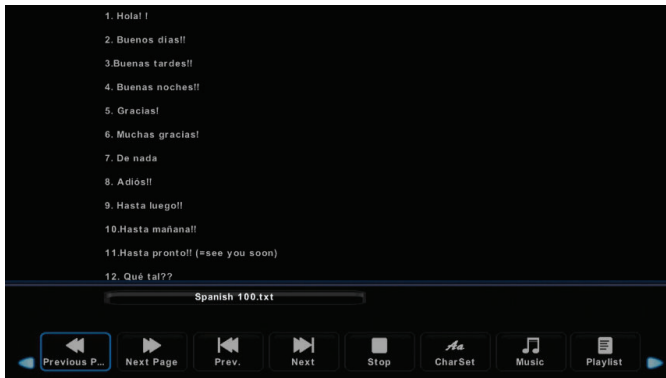 1. Hola! !
2. Buenos días!!
3.Buenas tardes!!
4. Buenas noches!!
5. Gracias!
6. Muchas gracias!
7. De nada
8. Adiós!!
9. Hasta luego!!
10.Hasta mañana!!
11.Hasta pronto!! (=see you soon)
12. Qué tal??
Spanish 100.txt
Previous P... Next Page Prev. Next Stop CharSet Music Playlist